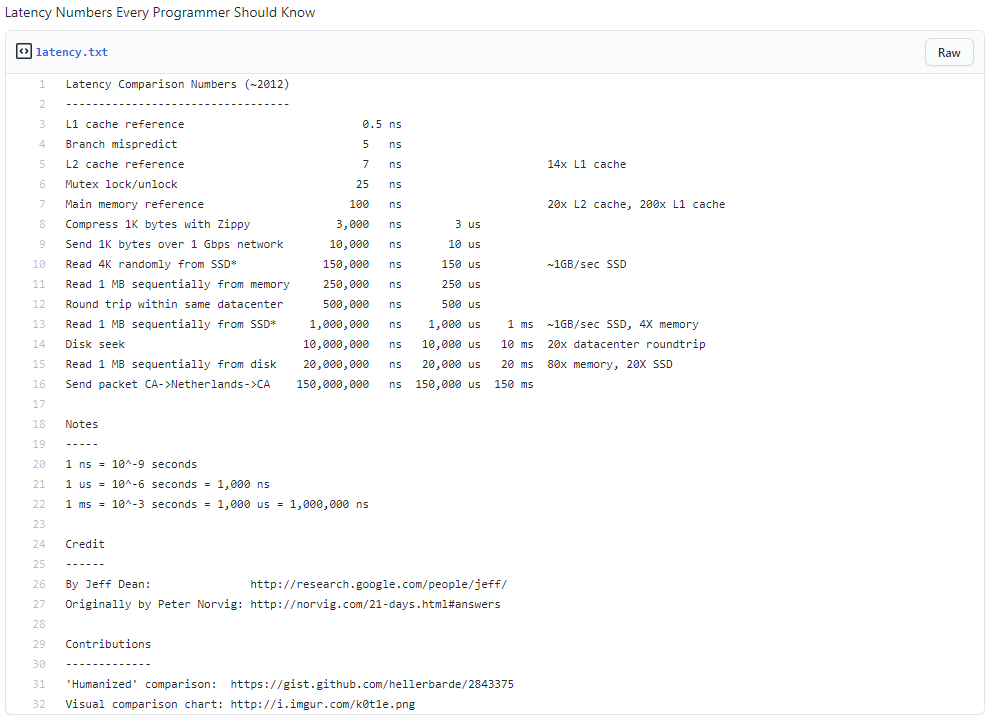 Latency Numbers Every Programmer Should Know
latency.txt
Raw
1 Latency Comparison Numbers (~2012)
2 ----------------------------------
3 L1 cache reference                           0.5 ns
4 Branch mispredict                            5   ns
5 L2 cache reference                           7   ns                      14x L1 cache
6 Mutex lock/unlock                           25   ns
7 Main memory reference                      100   ns                      20x L2 cache, 200x L1 cache
8 Compress 1K bytes with Zippy             3,000   ns        3 us
9 Send 1K bytes over 1 Gbps network       10,000   ns       10 us
10 Read 4K randomly from SSD*             150,000   ns      150 us          ~1GB/sec SSD
11 Read 1 MB sequentially from memory     250,000   ns      250 us
12 Round trip within same datacenter      500,000   ns      500 us
13 Read 1 MB sequentially from SSD*     1,000,000   ns    1,000 us    1 ms  ~1GB/sec SSD, 4X memory
14 Disk seek                           10,000,000   ns   10,000 us   10 ms  20x datacenter roundtrip
15 Read 1 MB sequentially from disk    20,000,000   ns   20,000 us   20 ms  80x memory, 20X SSD
16 Send packet CA->Netherlands->CA    150,000,000   ns  150,000 us  150 ms
17
18 Notes
19 -----
20 1 ns = 10^-9 seconds
21 1 us = 10^-6 seconds = 1,000 ns
22 1 ms = 10^-3 seconds = 1,000 us = 1,000,000 ns
23
24 Credit
25 ------
26 By Jeff Dean:               http://research.google.com/people/jeff/
27 Originally by Peter Norvig: http://norvig.com/21-days.html#answers
28
29 Contributions
30 -------------
31 'Humanized' comparison:  https://gist.github.com/hellerbarde/2843375
32 Visual comparison chart: http://i.imgur.com/k0t1e.png